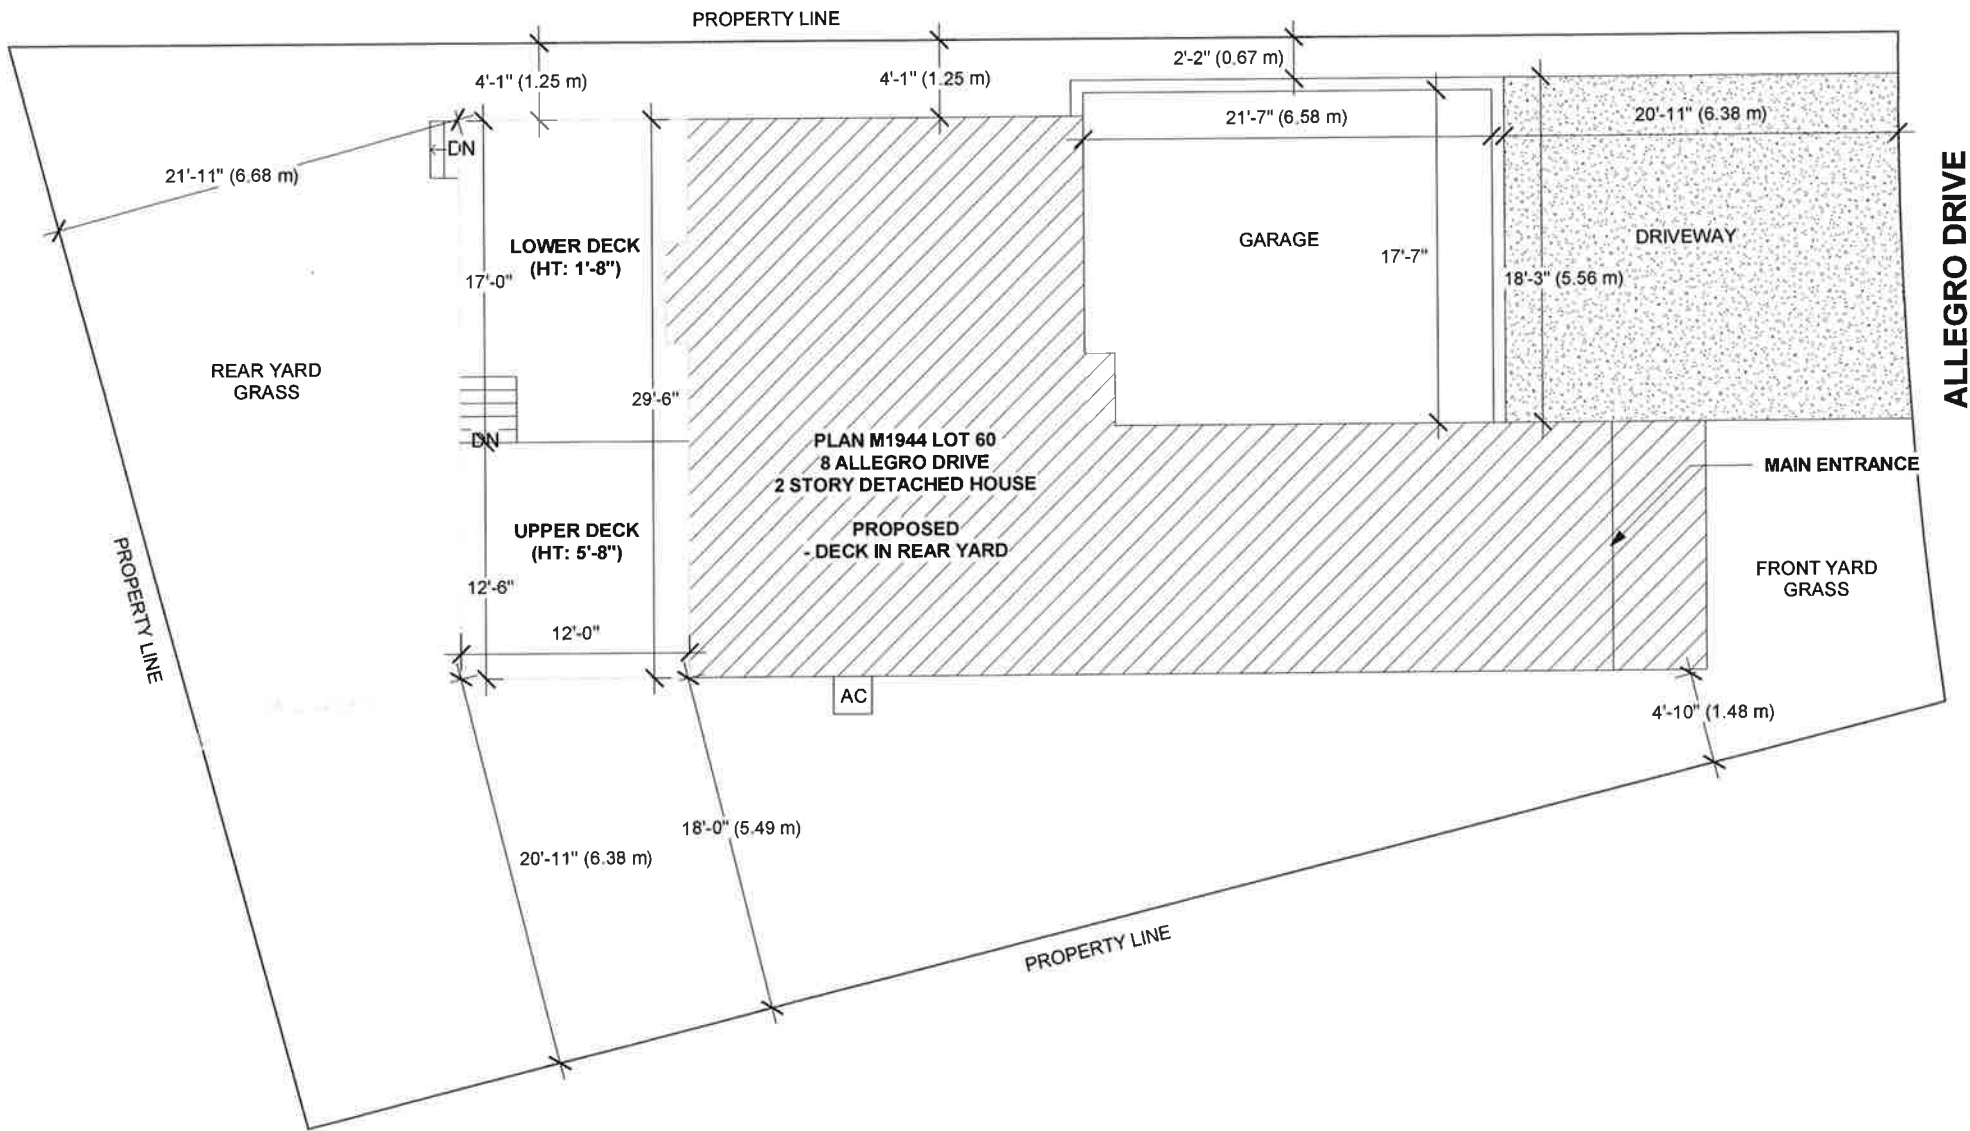 PROPERTY LINE
4'-1" (1.25 m)
4'-1" (1.25 m)
2'-2" (0.67 m)
21'-7" (6.58 m)
20'-11" (6.38 m)
DN
21'-11" (6.68 m)
LOWER DECK
(HT: 1'-8")
17'-0"
GARAGE
17'-7"
18'-3" (5.56 m)
DRIVEWAY
ALLEGRO DRIVE
REAR YARD
GRASS
29'-6"
DN
PLAN M1944 LOT 60
8 ALLEGRO DRIVE
2 STORY DETACHED HOUSE
PROPOSED
- DECK IN REAR YARD
MAIN ENTRANCE
UPPER DECK
(HT: 5'-8")
12'-6"
12'-0"
FRONT YARD
GRASS
PROPERTY LINE
AC
4'-10" (1.48 m)
18'-0" (5.49 m)
20'-11" (6.38 m)
PROPERTY LINE